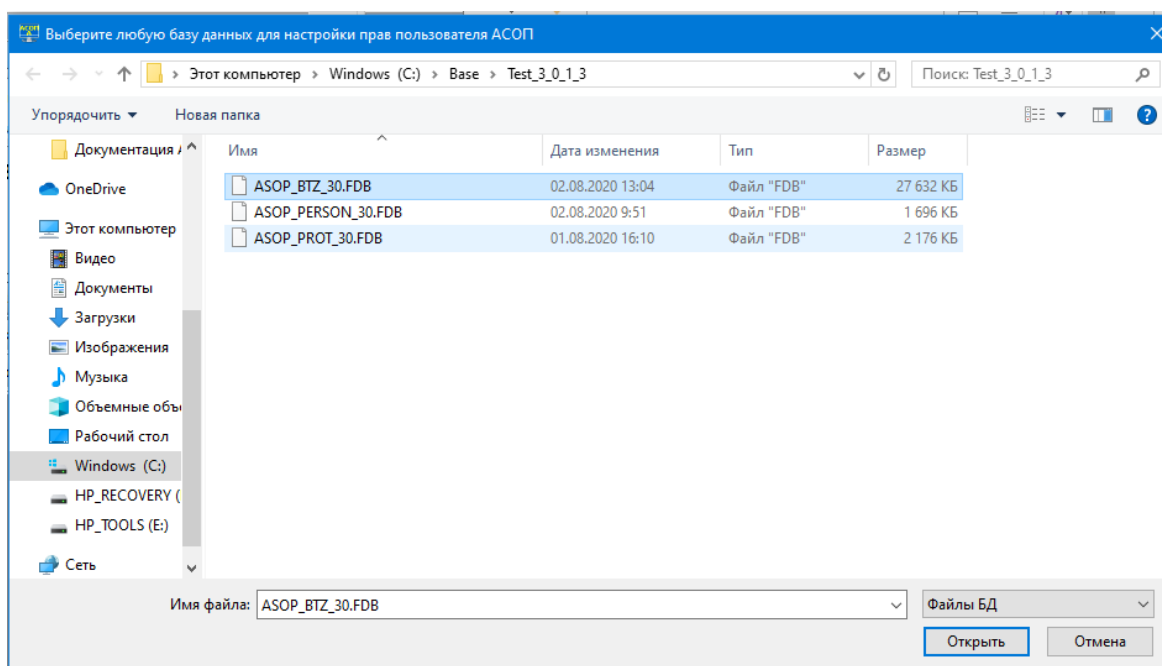 Выберите любую базу данных для настройки прав пользователя АСОП
Этот компьютер > Windows (C:) > Base > Test_3_0_1_3
Поиск: Test_3_0_1_3
Упорядочить Новая папка
Документация
OneDrive
Этот компьютер
Видео
Документы
Загрузки
Изображения
Музыка
Объемные объ
Рабочий стол
Windows (C:)
HP_RECOVERY (
HP_TOOLS (E:)
Сеть
Имя Дата изменения Тип Размер
ASOP_BTZ_30.FDB 02.08.2020 13:04 Файл "FDB" 27 632 КБ
ASOP_PERSON_30.FDB 02.08.2020 9:51 Файл "FDB" 1 696 КБ
ASOP_PROT_30.FDB 01.08.2020 16:10 Файл "FDB" 2 176 КБ
Имя файла: ASOP_BTZ_30.FDB
Файлы БД
Открыть Отмена